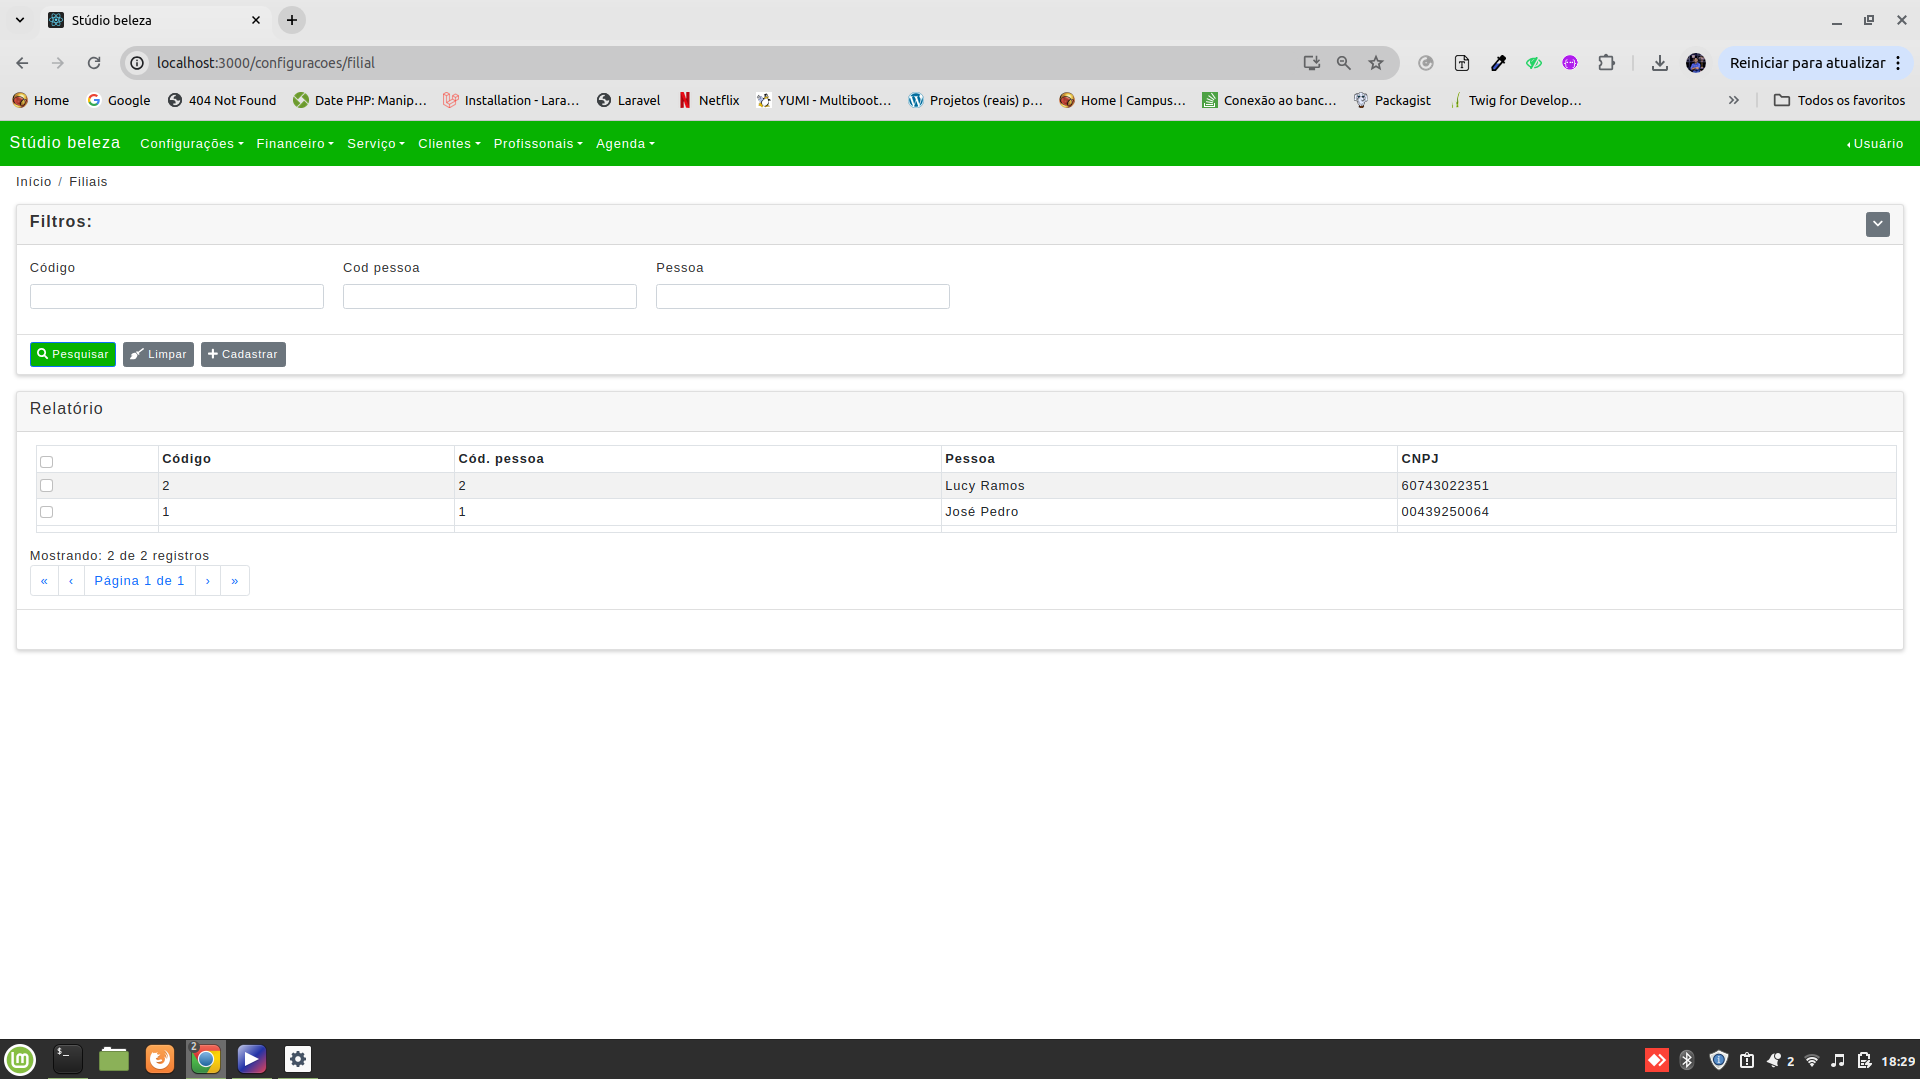 Stúdio beleza
localhost:3000/configuracoes/filial
Reiniciar para atualizar
Home Google 404 Not Found Date PHP: Manip... Installation - Lara... Laravel Netflix YUMI - Multiboot... Projetos (reais) p... Home | Campus... Conexão ao banc... Packagist Twig for Develop... Todos os favoritos
Stúdio beleza Configurações Financeiro Serviço Clientes Profissonais Agenda Usuário
Início / Filiais
Filtros:
Código Cod pessoa Pessoa
Pesquisar Limpar Cadastrar
Relatório
Código Cód. pessoa Pessoa CNPJ
2 2 Lucy Ramos 60743022351
1 1 José Pedro 00439250064
Mostrando: 2 de 2 registros
« ‹ Página 1 de 1 › »
2
2 18:29